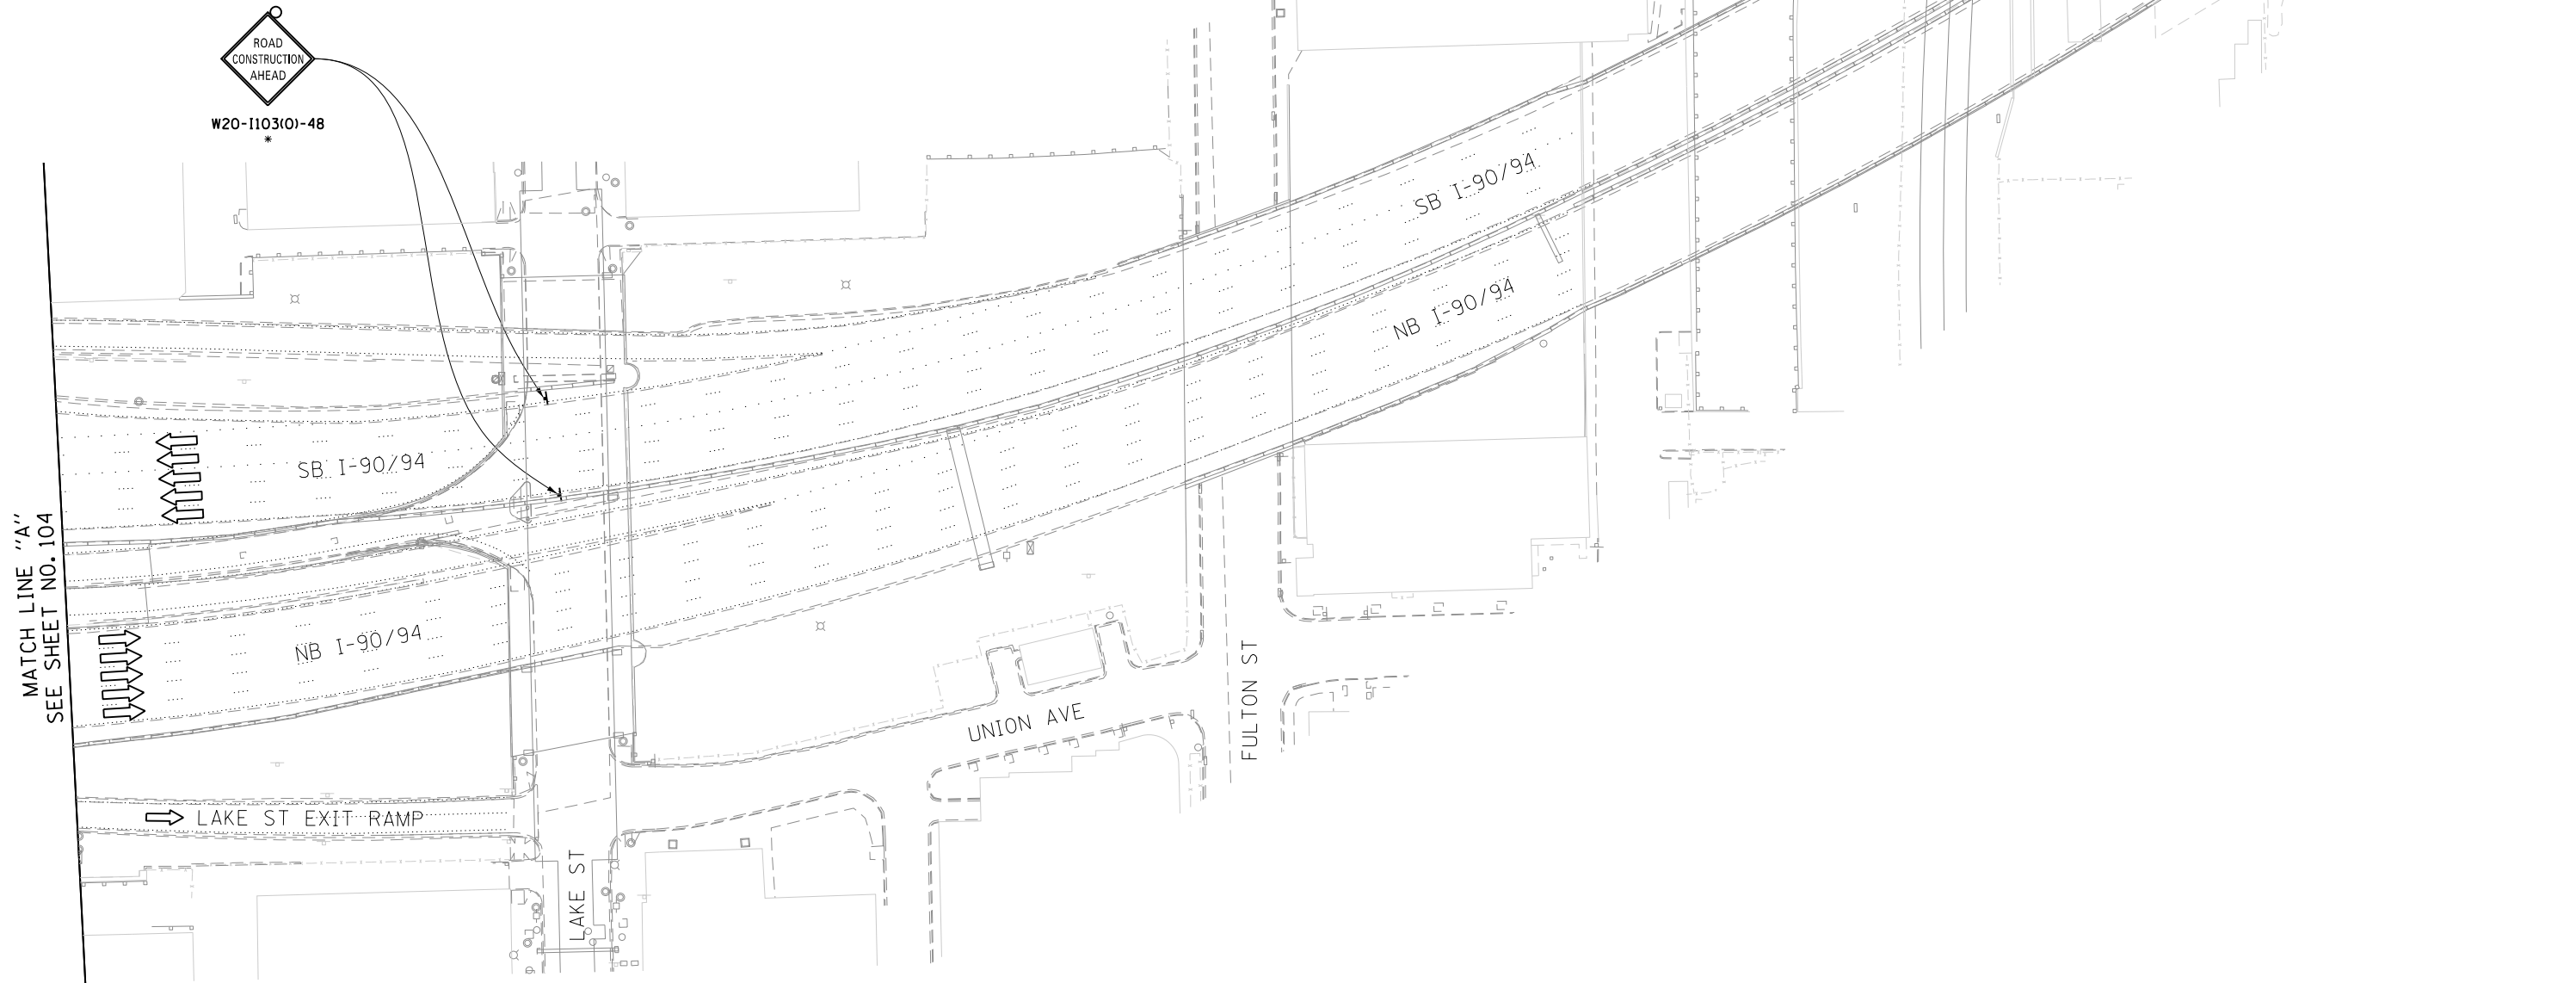 ROAD
CONSTRUCTION
AHEAD
W20-I103(O)-48
*
SB I-90/94
NB I-90/94
SB I-90/94
MATCH LINE "A"
SEE SHEET NO. 104
NB I-90/94
UNION AVE
FULTON ST
LAKE ST EXIT RAMP
LAKE ST